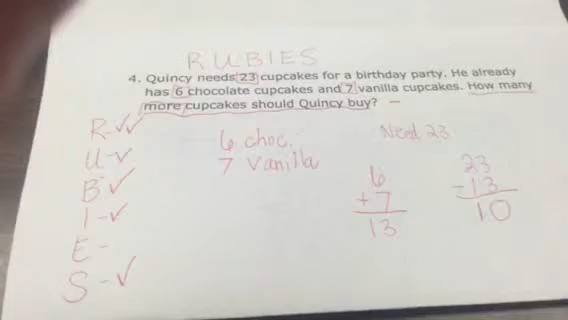 RUBIES
4. Quincy needs 23 cupcakes for a birthday party. He already
has 6 chocolate cupcakes and 7 vanilla cupcakes. How many
more cupcakes should Quincy buy? –
R-✓✓
U-✓
B-✓
I-✓
E-
S-✓
6 choc.
7 vanilla
Need 23
6
+7
13
23
-13
10